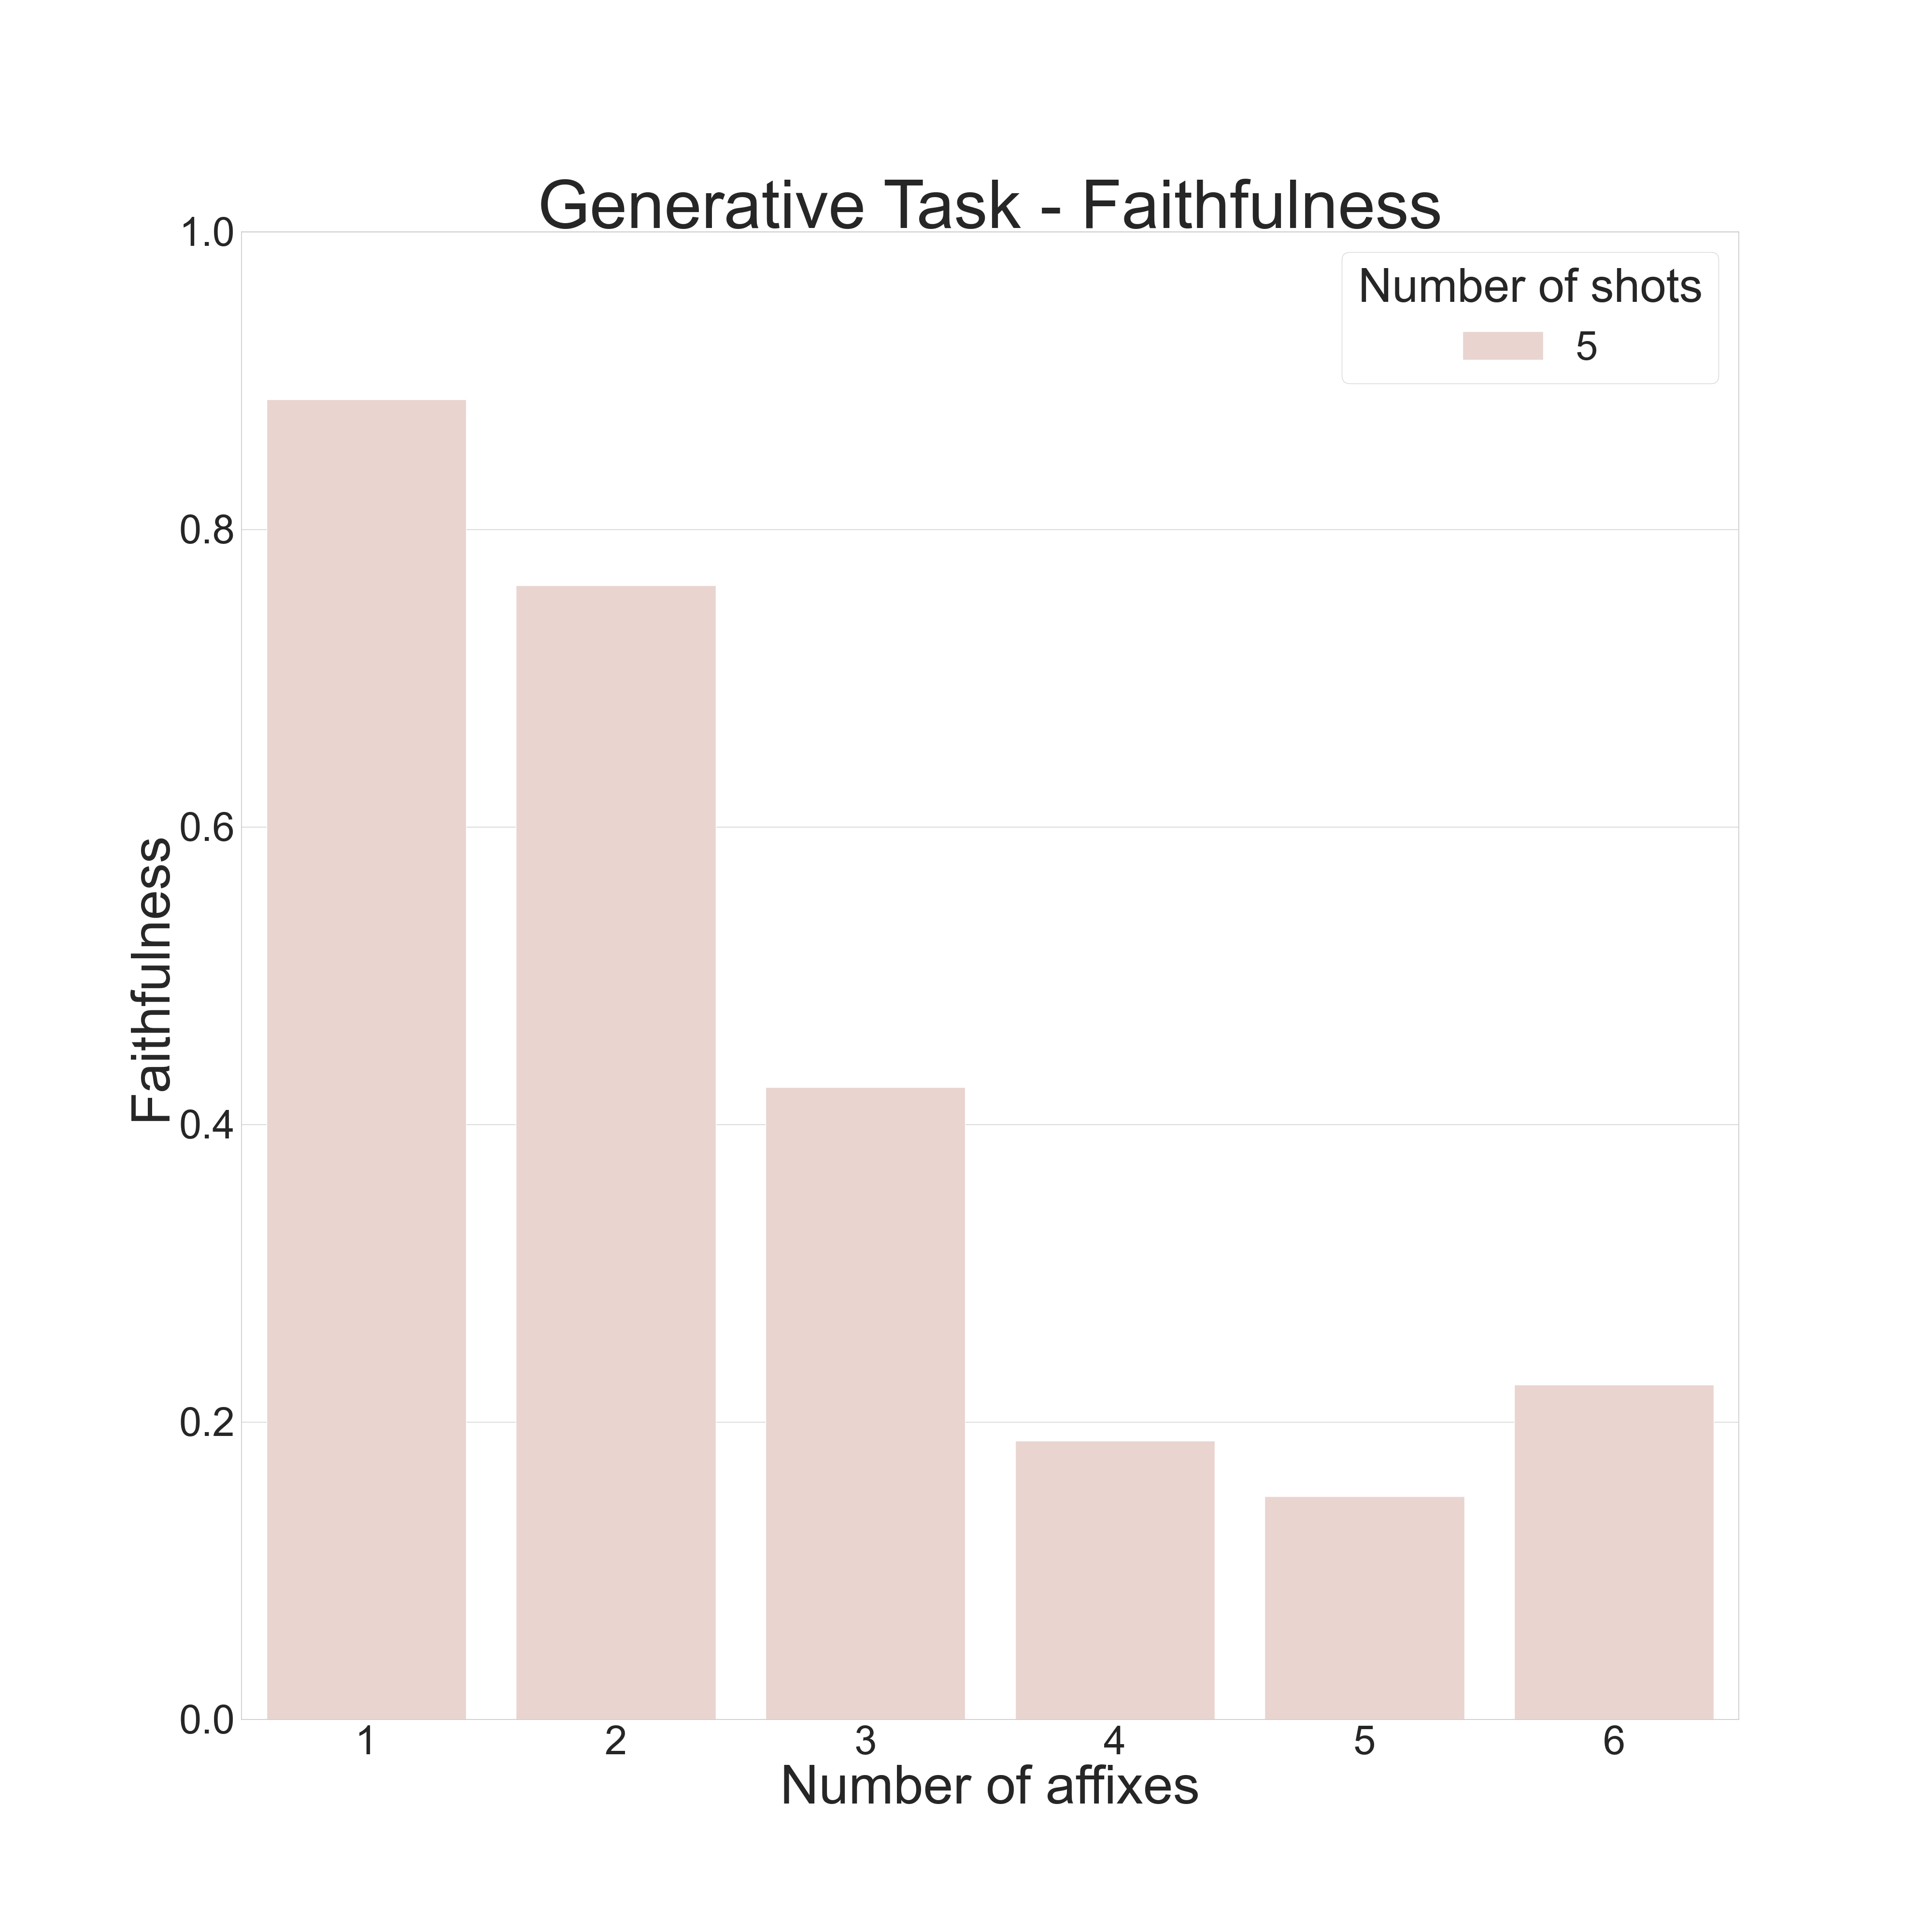 Generative Task - Faithfulness
Number of shots
5
1.0
0.8
0.6
0.4
0.2
0.0
Faithfulness
1 2 3 4 5 6
Number of affixes